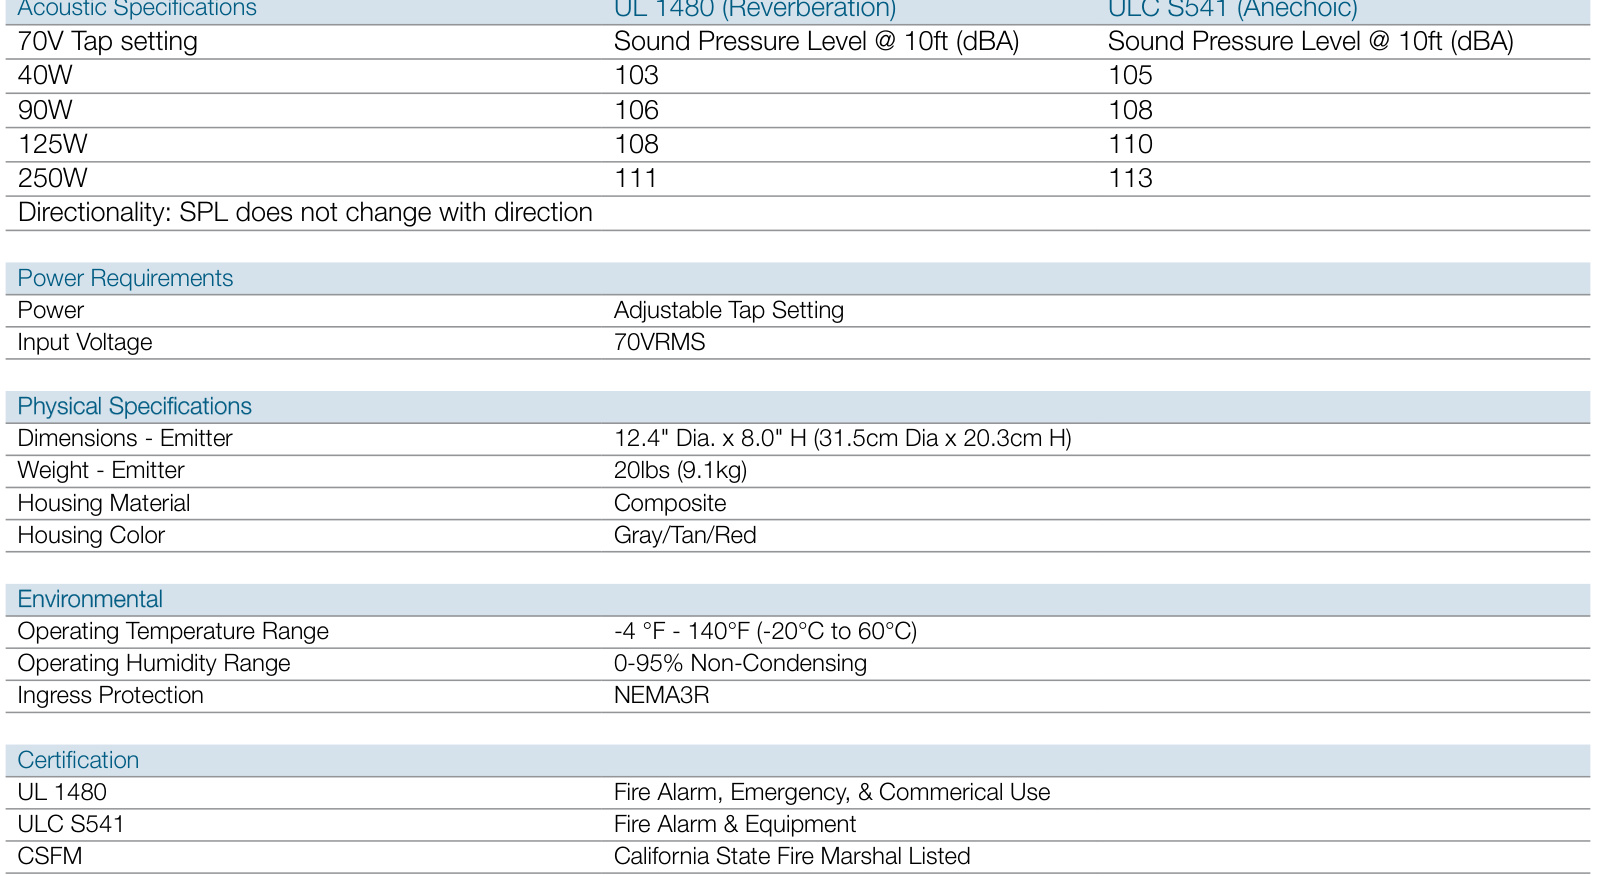 Acoustic Specifications UL 1480 (Reverberation) ULC S541 (Anechoic)
70V Tap setting Sound Pressure Level @ 10ft (dBA) Sound Pressure Level @ 10ft (dBA)
40W 103 105
90W 106 108
125W 108 110
250W 111 113
Directionality: SPL does not change with direction
Power Requirements
Power Adjustable Tap Setting
Input Voltage 70VRMS
Physical Specifications
Dimensions - Emitter 12.4" Dia. x 8.0" H (31.5cm Dia x 20.3cm H)
Weight - Emitter 20lbs (9.1kg)
Housing Material Composite
Housing Color Gray/Tan/Red
Environmental
Operating Temperature Range -4 °F - 140°F (-20°C to 60°C)
Operating Humidity Range 0-95% Non-Condensing
Ingress Protection NEMA3R
Certification
UL 1480 Fire Alarm, Emergency, & Commerical Use
ULC S541 Fire Alarm & Equipment
CSFM California State Fire Marshal Listed